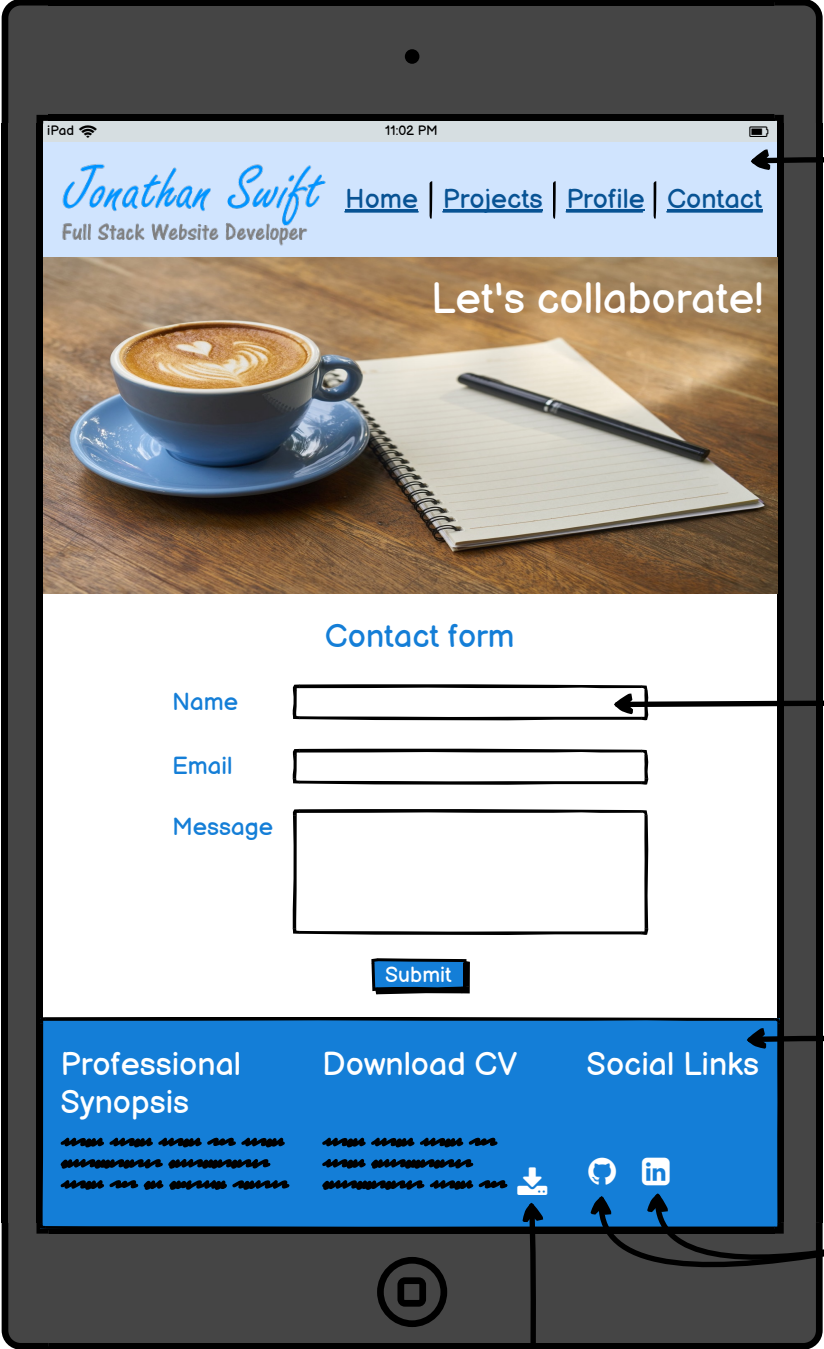 iPad 11:02 PM
Jonathan Swift
Full Stack Website Developer
Home Projects Profile Contact
Let's collaborate!
Contact form
Name
Email
Message
Submit
Professional
Synopsis
Download CV
Social Links
in